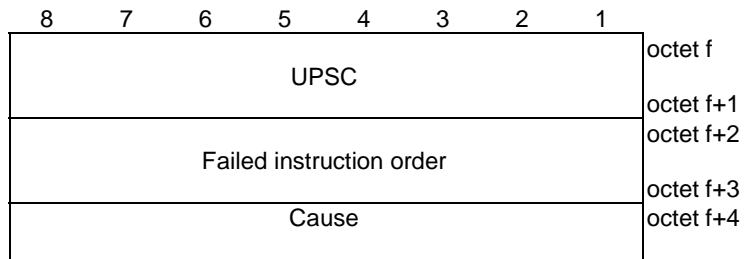 8 7 6 5 4 3 2 1
octet f
UPSC
octet f+1
octet f+2
Failed instruction order
octet f+3
Cause octet f+4